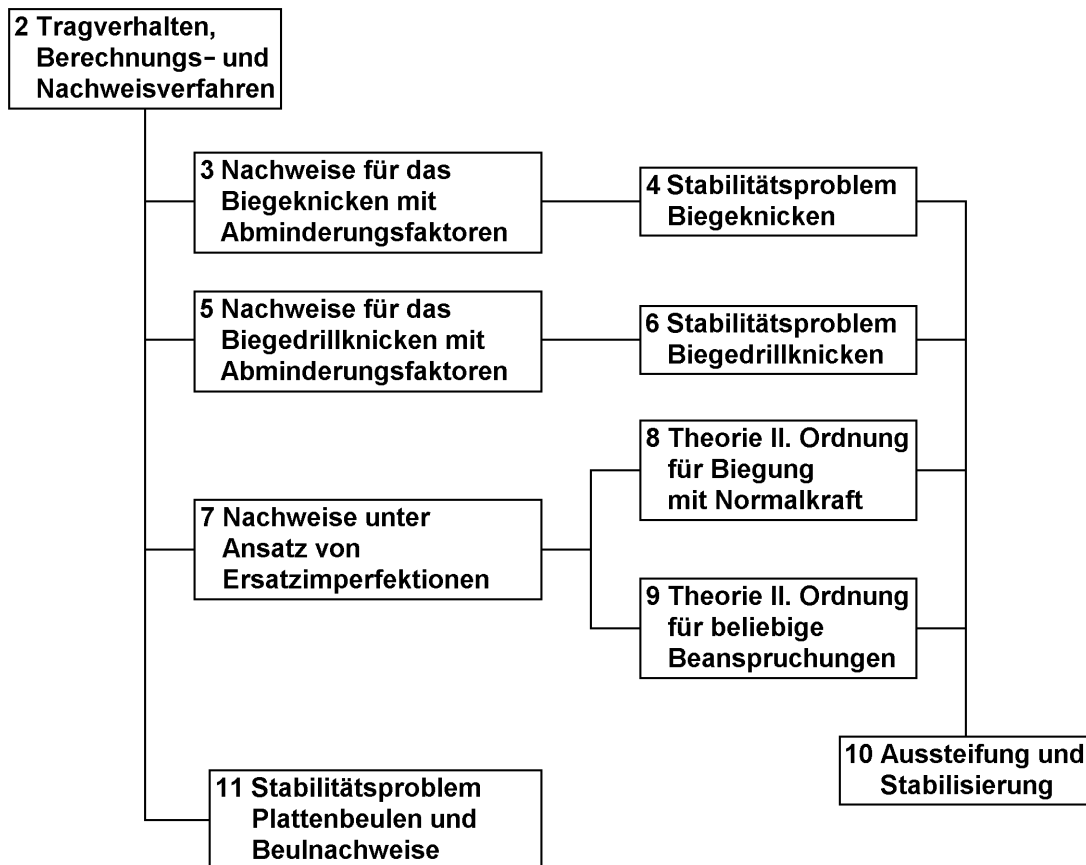 2 Tragverhalten,
Berechnungs- und
Nachweisverfahren
3 Nachweise für das
Biegeknicken mit
Abminderungsfaktoren
4 Stabilitätsproblem
Biegeknicken
5 Nachweise für das
Biegedrillknicken mit
Abminderungsfaktoren
6 Stabilitätsproblem
Biegedrillknicken
7 Nachweise unter
Ansatz von
Ersatzimperfektionen
8 Theorie II. Ordnung
für Biegung
mit Normalkraft
9 Theorie II. Ordnung
für beliebige
Beanspruchungen
10 Aussteifung und
Stabilisierung
11 Stabilitätsproblem
Plattenbeulen und
Beulnachweise